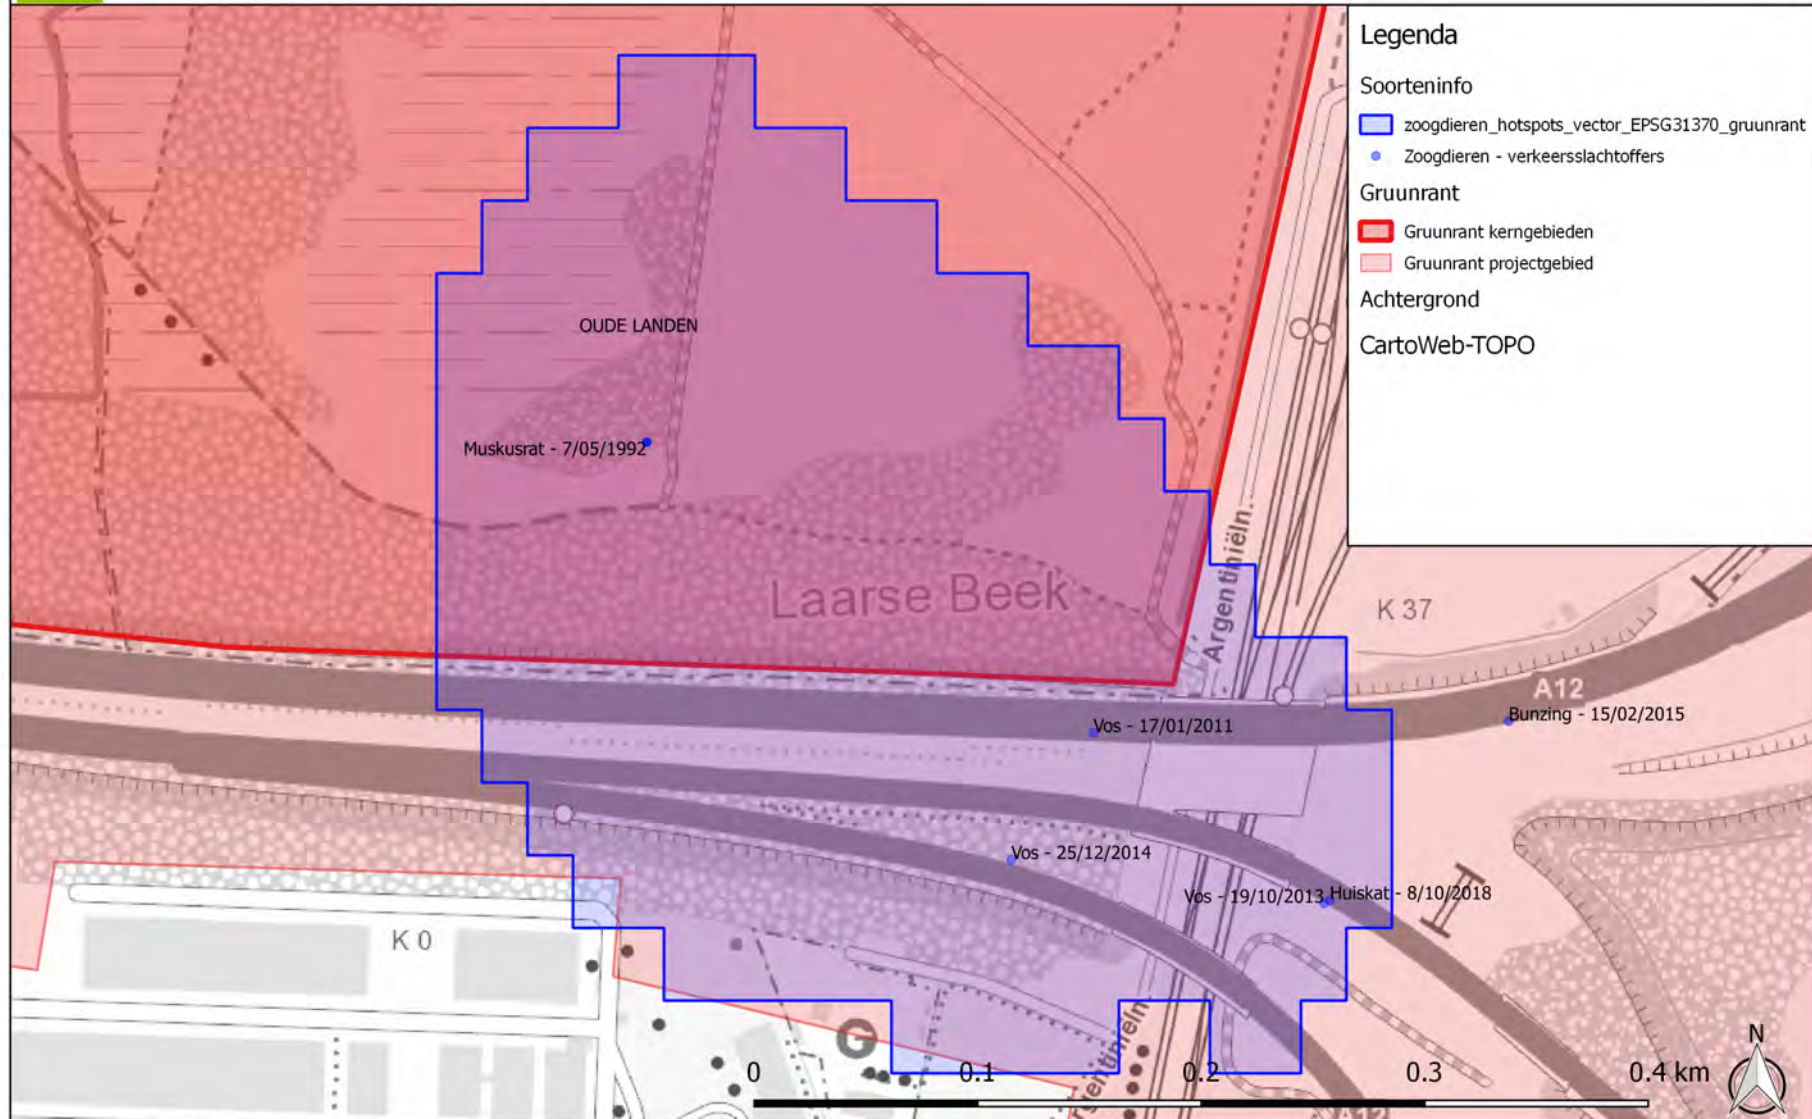 Legenda
Soorteninfo
zoogdieren_hotspots_vector_EPSG31370_gruunrant
Zoogdieren - verkeersslachtoffers
Gruunrant
Gruunrant kerngebieden
Gruunrant projectgebied
Achtergrond
CartoWeb-TOPO
OUDE LANDEN
Muskusrat - 7/05/1992
Laarse Beek
Argentiniëln.
K 37
A12
Bunzing - 15/02/2015
Vos - 17/01/2011
Vos - 25/12/2014
Vos - 19/10/2013
Huiskat - 8/10/2018
K 0
G
N
0 0.1 0.2 0.3 0.4 km